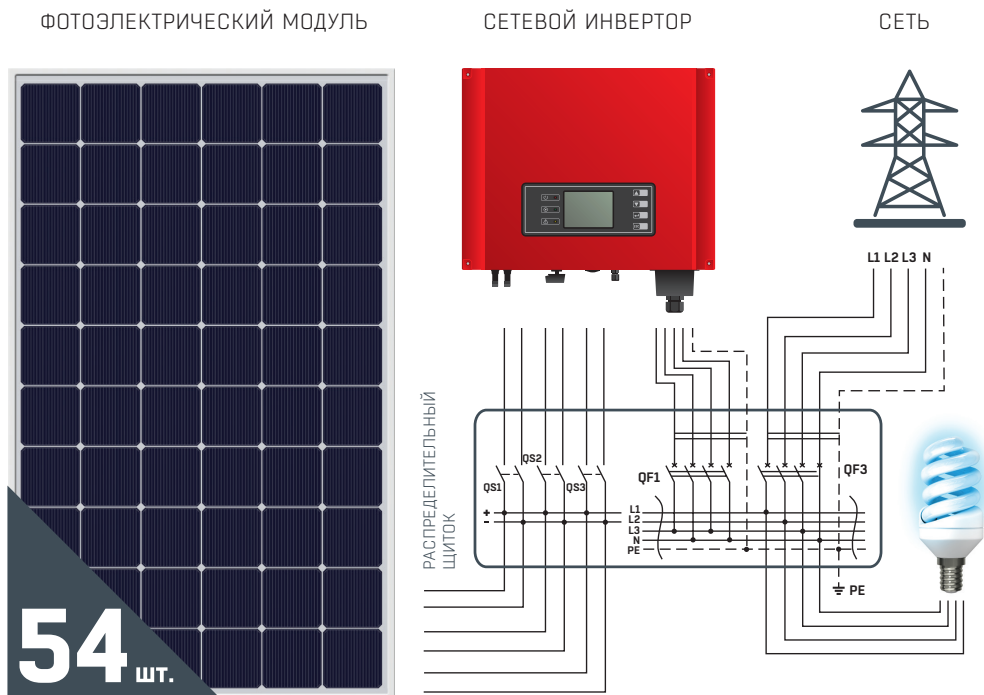 ФОТОЭЛЕКТРИЧЕСКИЙ МОДУЛЬ
СЕТЕВОЙ ИНВЕРТОР
СЕТЬ
L1 L2 L3 N
РАСПРЕДЕЛИТЕЛЬНЫЙ
ЩИТОК
QS1
QS2
QS3
QF1
QF3
+
-
L1
L2
L3
N
PE
PE
54 шт.